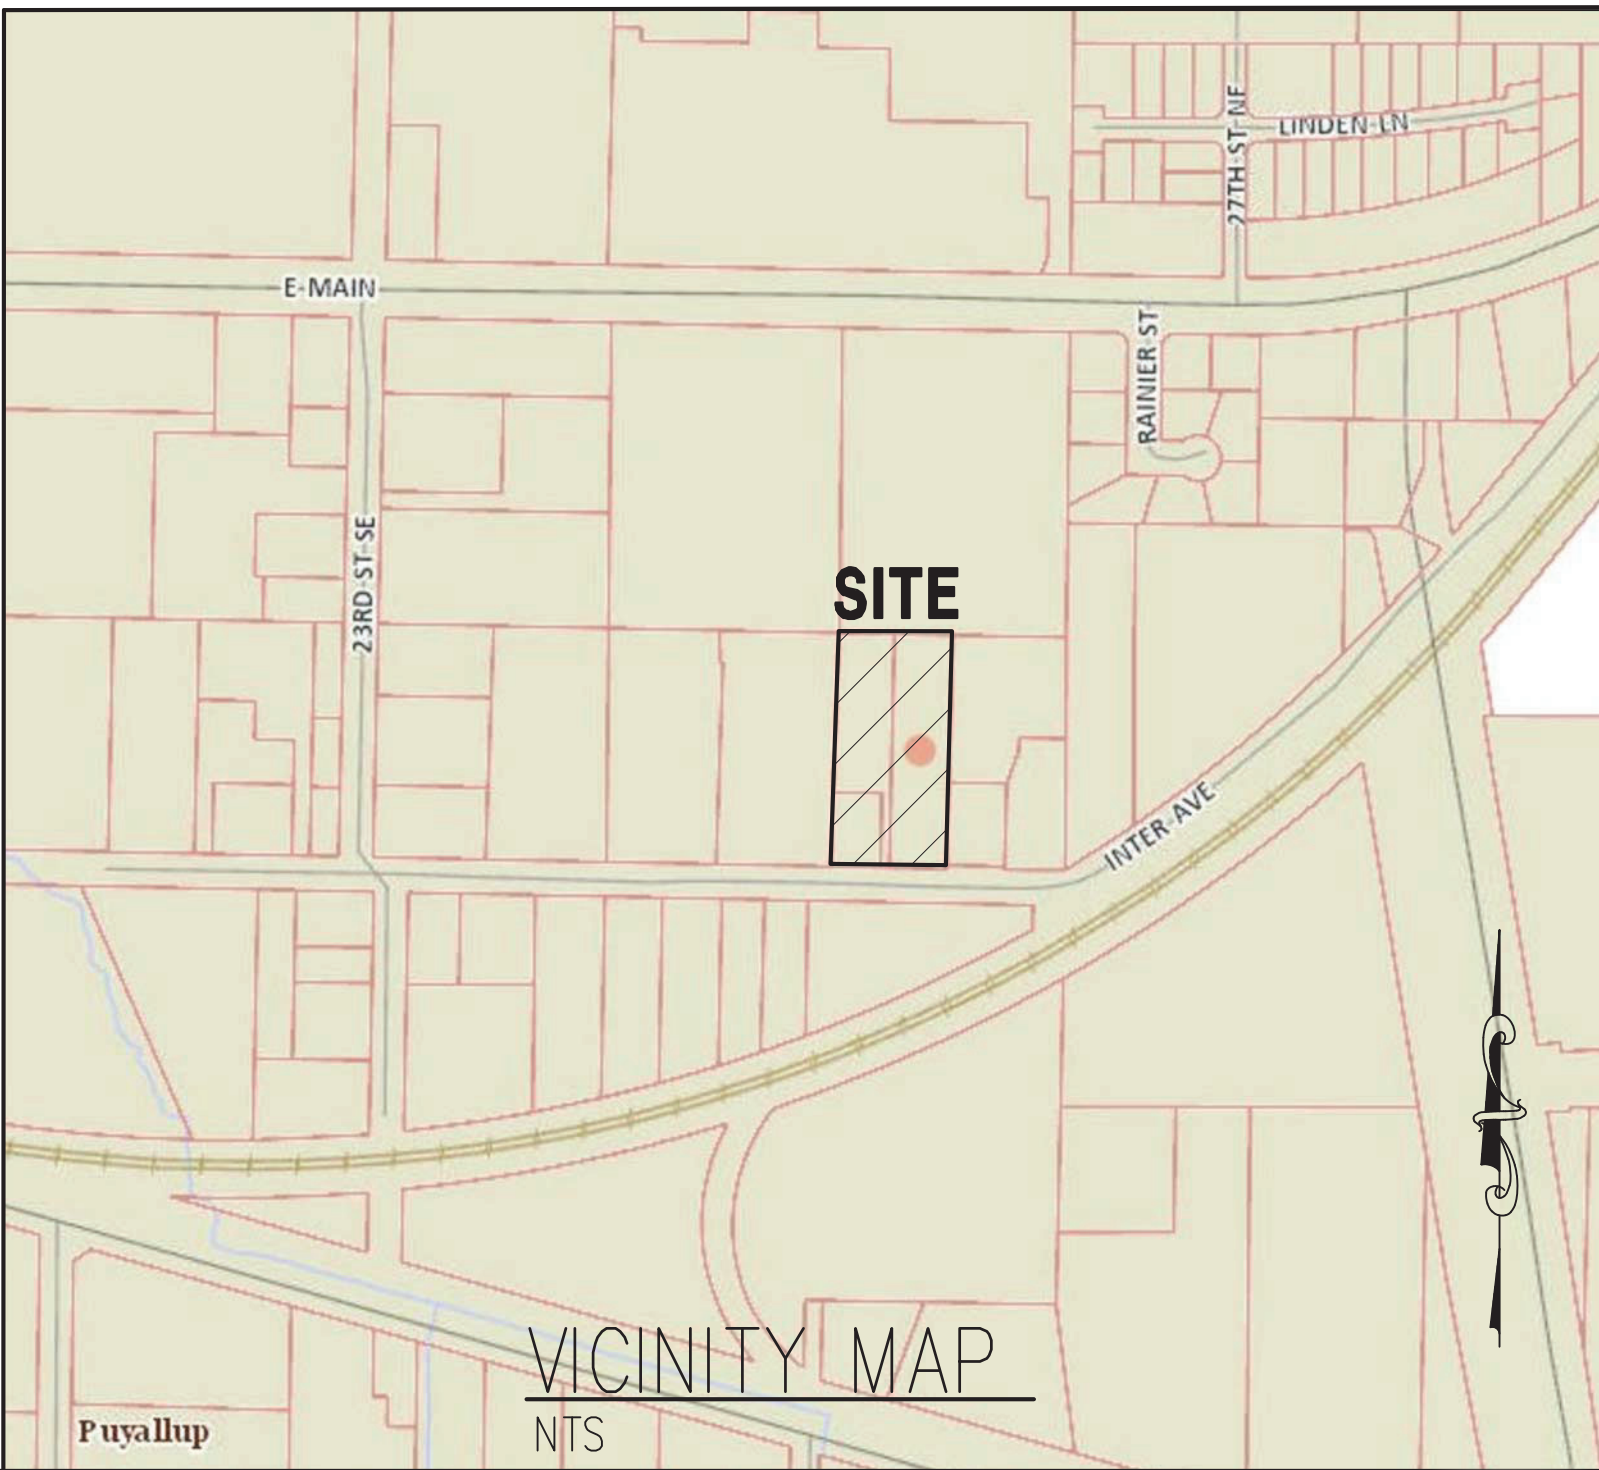 27TH ST NE
LINDEN LN
E MAIN
RAINIER ST
23RD ST SE
SITE
INTER AVE
VICINITY MAP
NTS
Puyallup